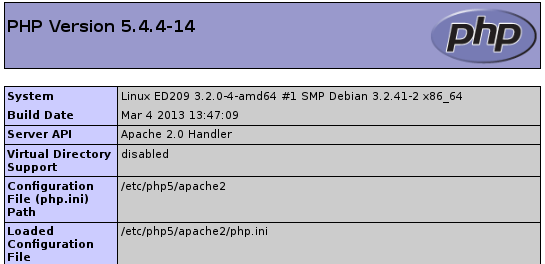 PHP Version 5.4.4-14
php
System Linux ED209 3.2.0-4-amd64 #1 SMP Debian 3.2.41-2 x86_64
Build Date Mar 4 2013 13:47:09
Server API Apache 2.0 Handler
Virtual Directory disabled
Support
Configuration /etc/php5/apache2
File (php.ini)
Path
Loaded /etc/php5/apache2/php.ini
Configuration
File